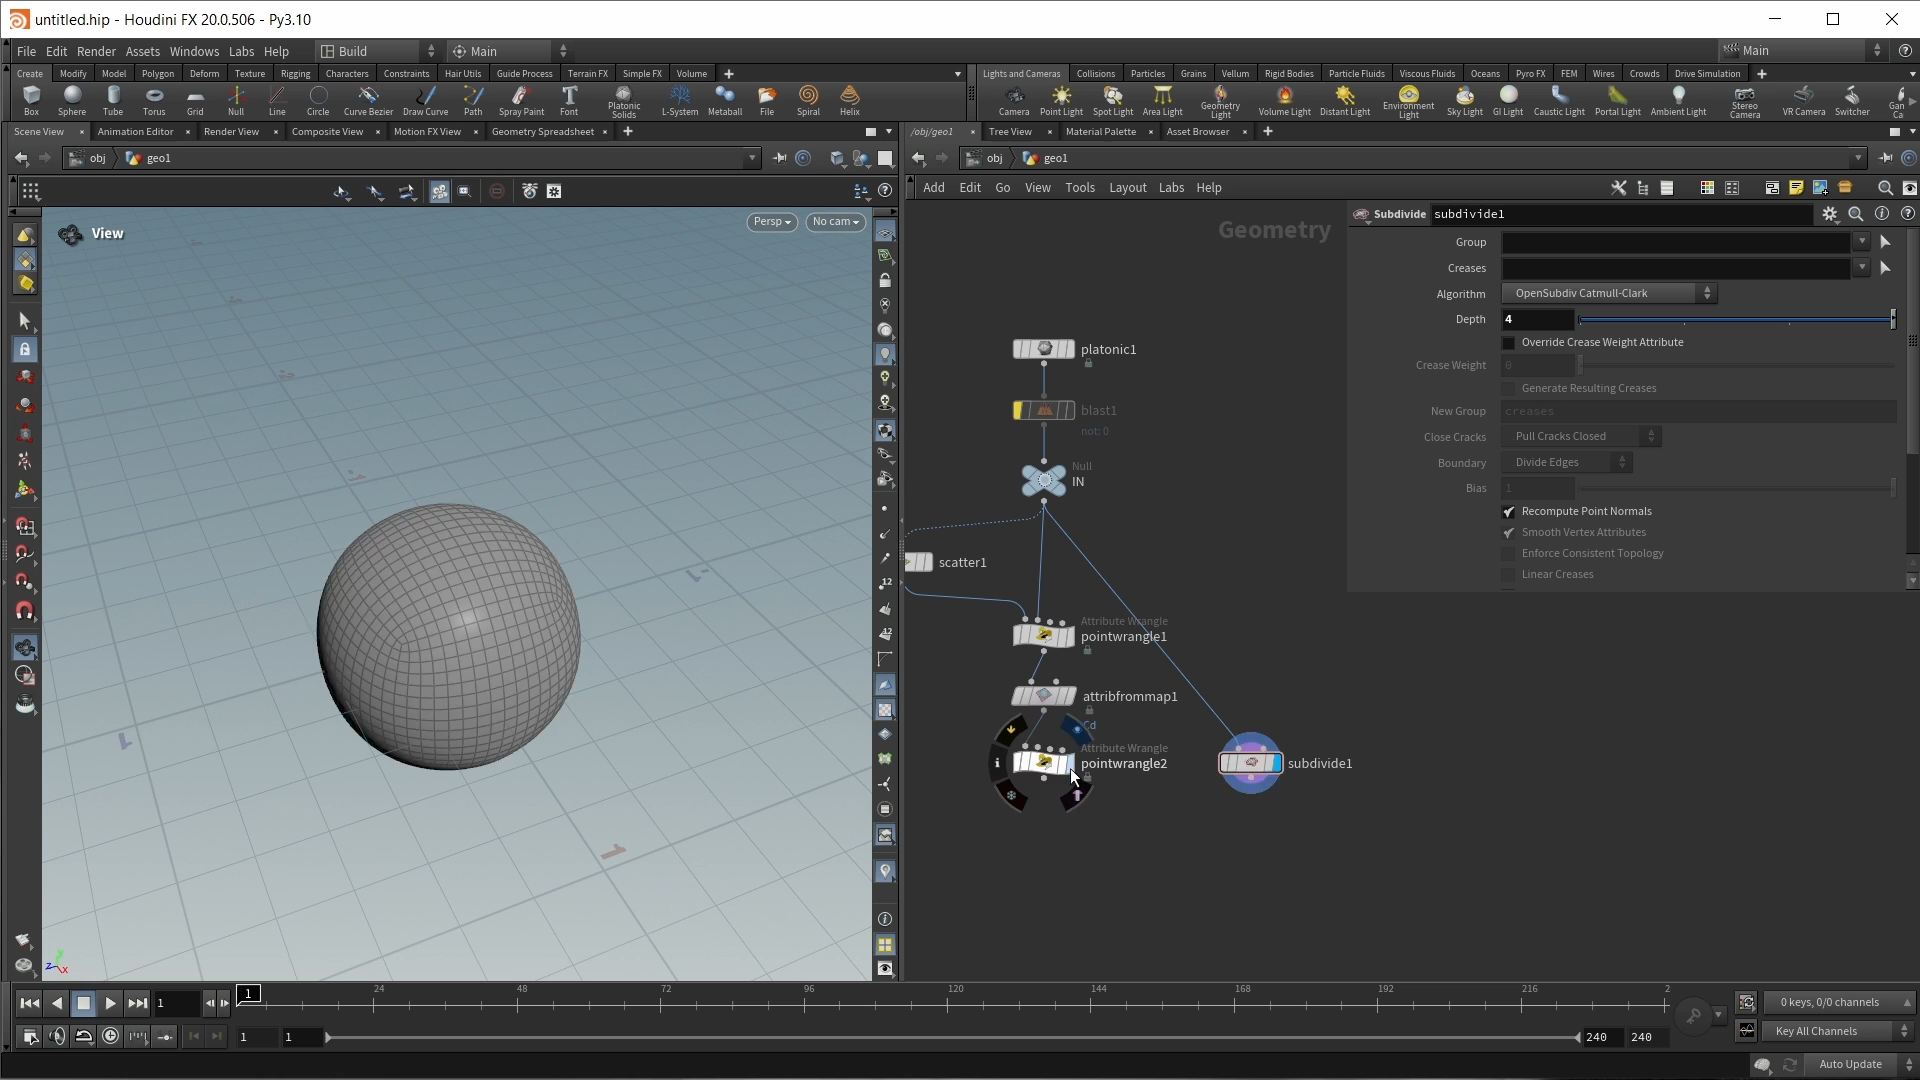 untitled.hip - Houdini FX 20.0.506 - Py3.10
File Edit Render Assets Windows Labs Help Build Main Main
Create Modify Model Polygon Deform Texture Rigging Characters Constraints Hair Utils Guide Process Terrain FX Simple FX Volume
Lights and Cameras Collisions Particles Grains Vellum Rigid Bodies Particle Fluids Viscous Fluids Oceans Pyro FX FEM Wires Crowds Drive Simulation
Box Sphere Tube Torus Grid Null Line Circle Curve Bezier Draw Curve Path Spray Paint Font Platonic Solids L-System Metaball File Spiral Helix
Camera Point Light Spot Light Area Light Geometry Light Volume Light Distant Light Environment Light Sky Light GI Light Caustic Light Portal Light Ambient Light Stereo Camera VR Camera Switcher
Scene View Animation Editor Render View Composite View Motion FX View Geometry Spreadsheet
/obj/geo1 Tree View Material Palette Asset Browser
obj geo1
obj geo1
Add Edit Go View Tools Layout Labs Help
View
Persp No cam
Geometry
Subdivide subdivide1
Group
Creases
Algorithm OpenSubdiv Catmull-Clark
Depth 4
Override Crease Weight Attribute
Crease Weight 0
Generate Resulting Creases
New Group creases
Close Cracks Pull Cracks Closed
Boundary Divide Edges
Bias 1
Recompute Point Normals
Smooth Vertex Attributes
Enforce Consistent Topology
Linear Creases
platonic1
blast1
not: 0
Null
IN
scatter1
Attribute Wrangle
pointwrangle1
attribfrommap1
Cd
Attribute Wrangle
pointwrangle2
subdivide1
12
12
1
1
z x
1 1 24 48 72 96 120 144 168 192 216 2
0 keys, 0/0 channels
1 1 240 240
Key All Channels
Auto Update